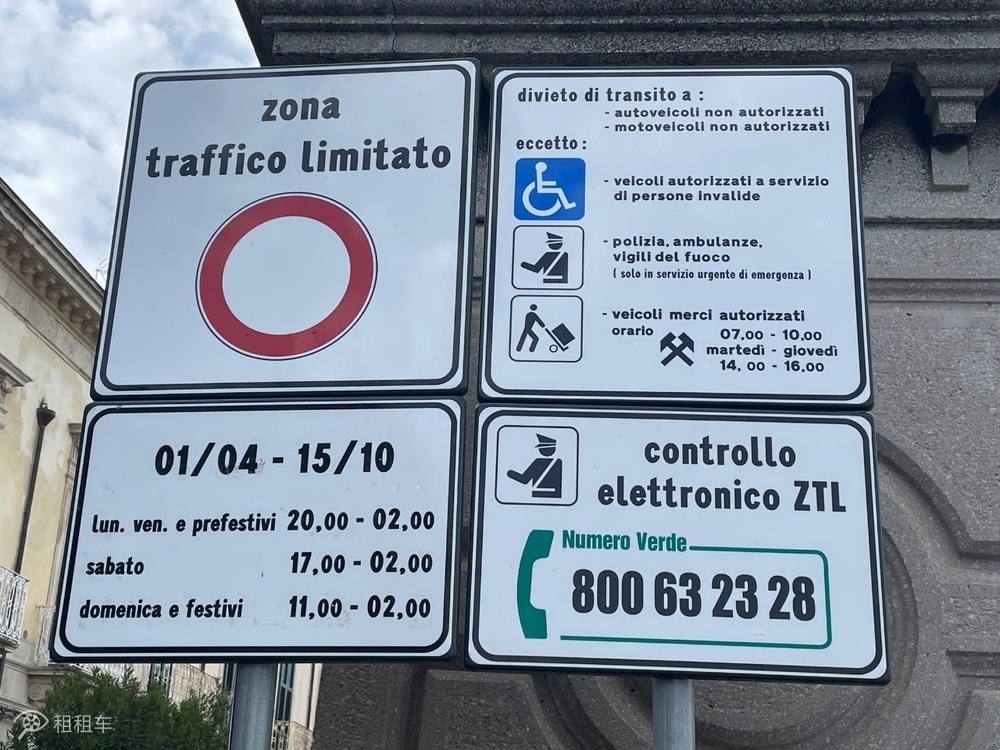 zona
traffico limitato
divieto di transito a :
- autoveicoli non autorizzati
- motoveicoli non autorizzati
eccetto :
- veicoli autorizzati a servizio
di persone invalide
- polizia, ambulanze,
vigili del fuoco
( solo in servizio urgente di emergenza )
- veicoli merci autorizzati
orario
07,00 - 10,00
martedì - giovedì
14, 00 - 16,00
01/04 - 15/10
lun. ven. e prefestivi 20,00 - 02,00
sabato 17,00 - 02,00
domenica e festivi 11,00 - 02,00
controllo
elettronico ZTL
Numero Verde
800 63 23 28
租租车